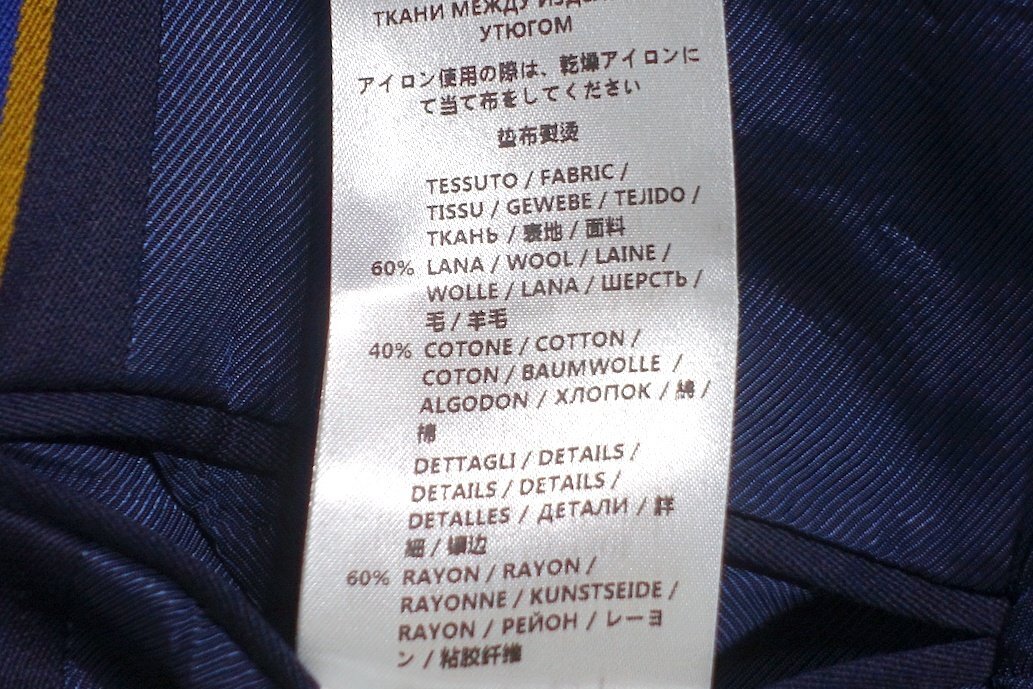 ТКАНИ МЕЖДУ ИЗДЕ
УТЮГОМ
アイロン使用の際は、乾燥アイロンに
て当て布をしてください
垫布熨烫
TESSUTO / FABRIC /
TISSU / GEWEBE / TEJIDO /
ТКАНЬ / 表地 / 面料
60% LANA / WOOL / LAINE /
WOLLE / LANA / ШЕРСТЬ /
毛 / 羊毛
40% COTONE / COTTON /
COTON / BAUMWOLLE /
ALGODON / ХЛОПОК / 綿 /
棉
DETTAGLI / DETAILS /
DETAILS / DETAILS /
DETALLES / ДЕТАЛИ / 詳
細 / 镶边
60% RAYON / RAYON /
RAYONNE / KUNSTSEIDE /
RAYON / РЕЙОН / レーヨ
ン / 粘胶纤维